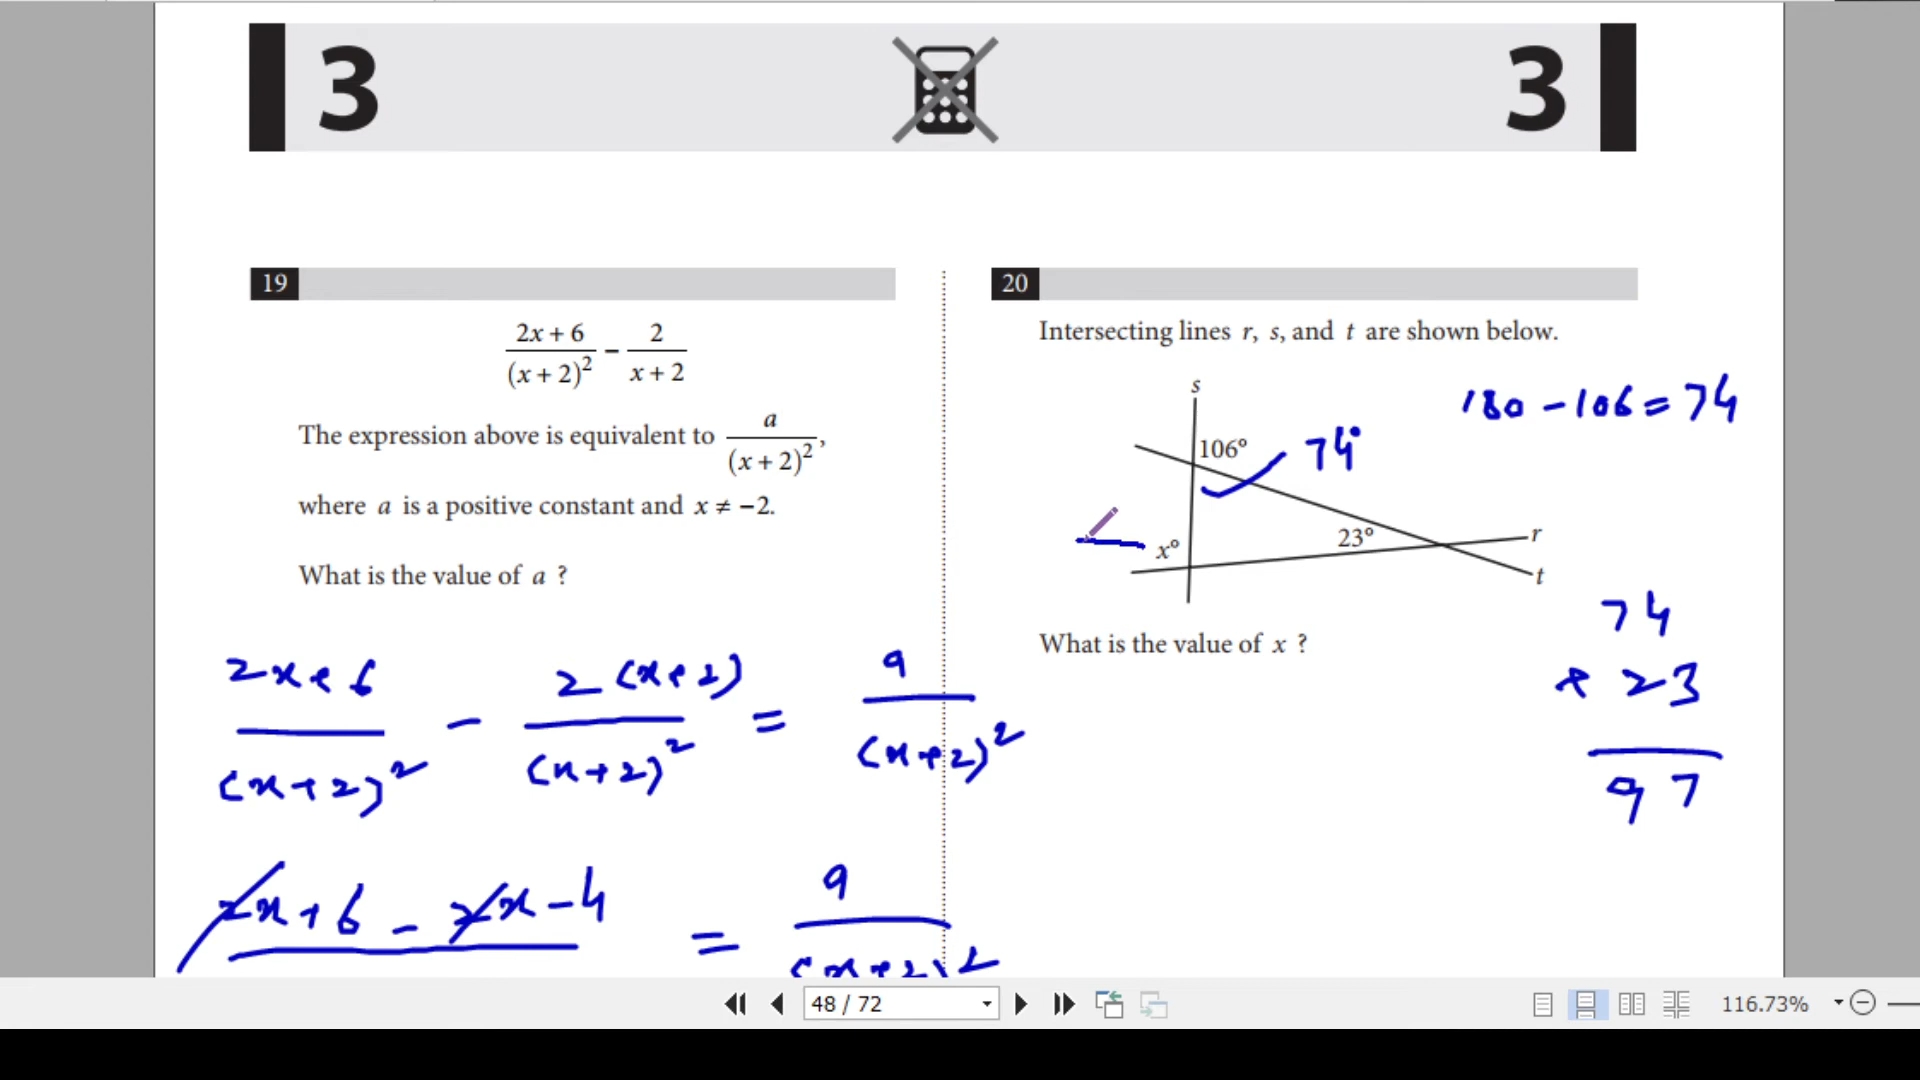 3 3
19
2x + 6 / (x + 2)² − 2 / x + 2
The expression above is equivalent to a / (x + 2)²,
where a is a positive constant and x ≠ −2.
What is the value of a ?
2x+6 / (x+2)² − 2(x+2) / (x+2)² = a / (x+2)²
2x+6 − 2x−4 = a / (x+2)²
20
Intersecting lines r, s, and t are shown below.
180 − 106 = 74
s
106°
74°
23°
x°
r
t
What is the value of x ?
74
+ 23
97
48 / 72
116.73%